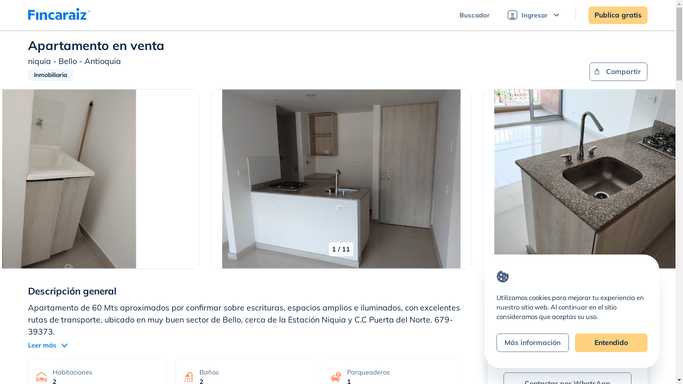 Fincaraiz
Buscador
Ingresar
Publica gratis
Apartamento en venta
niquia - Bello - Antioquia
Inmobiliaria
Compartir
1 / 11
Descripción general
Apartamento de 60 Mts aproximados por confirmar sobre escrituras, espacios amplios e iluminados, con excelentes
rutas de transporte, ubicado en muy buen sector de Bello, cerca de la Estación Niquia y C.C Puerta del Norte. 679-
39373.
Leer más
Habitaciones
2
Baños
2
Parqueaderos
1
Utilizamos cookies para mejorar tu experiencia en
nuestro sitio web. Al continuar en el sitio
consideramos que aceptas su uso.
Más información
Entendido
Contactar por WhatsApp